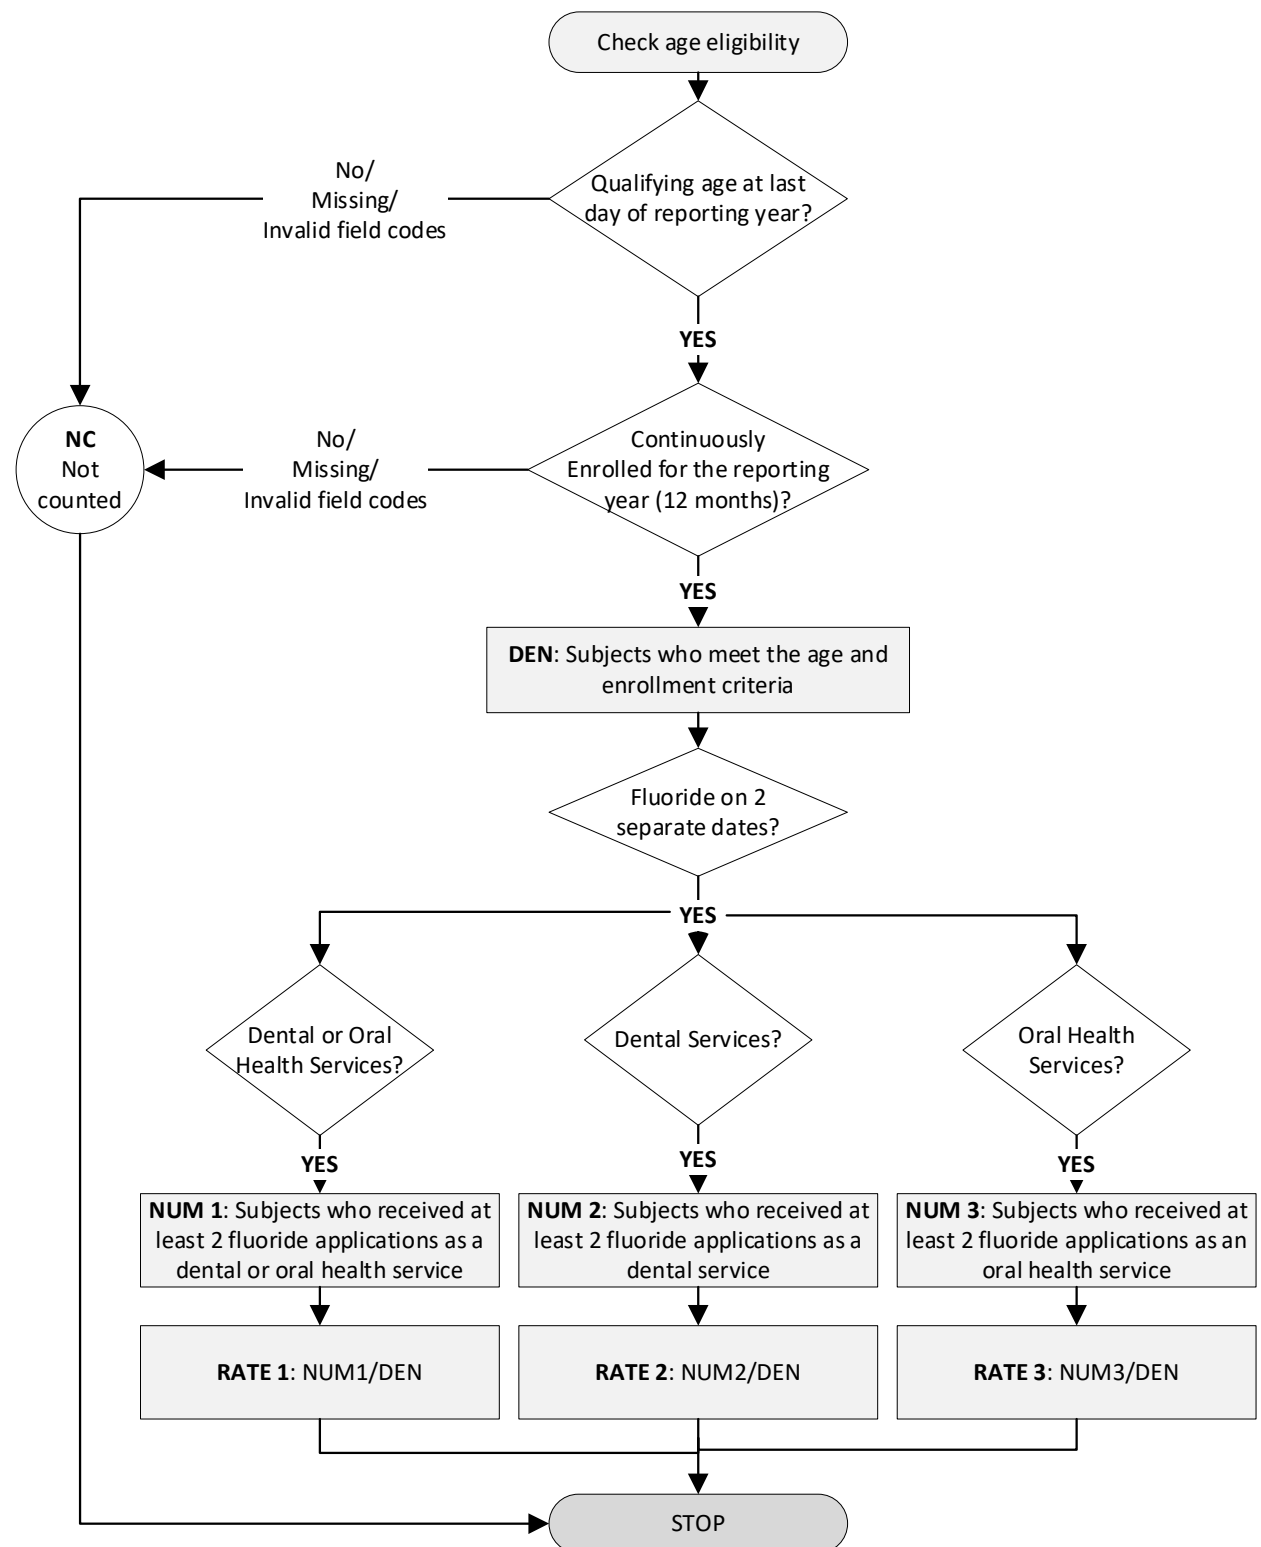 Check age eligibility
Qualifying age at last
day of reporting year?
No/
Missing/
Invalid field codes
YES
Continuously
Enrolled for the reporting
year (12 months)?
No/
Missing/
Invalid field codes
NC
Not
counted
YES
DEN: Subjects who meet the age and
enrollment criteria
Fluoride on 2
separate dates?
YES
Dental or Oral
Health Services?
Dental Services?
Oral Health
Services?
YES
YES
YES
NUM 1: Subjects who received at
least 2 fluoride applications as a
dental or oral health service
NUM 2: Subjects who received at
least 2 fluoride applications as a
dental service
NUM 3: Subjects who received at
least 2 fluoride applications as an
oral health service
RATE 1: NUM1/DEN
RATE 2: NUM2/DEN
RATE 3: NUM3/DEN
STOP